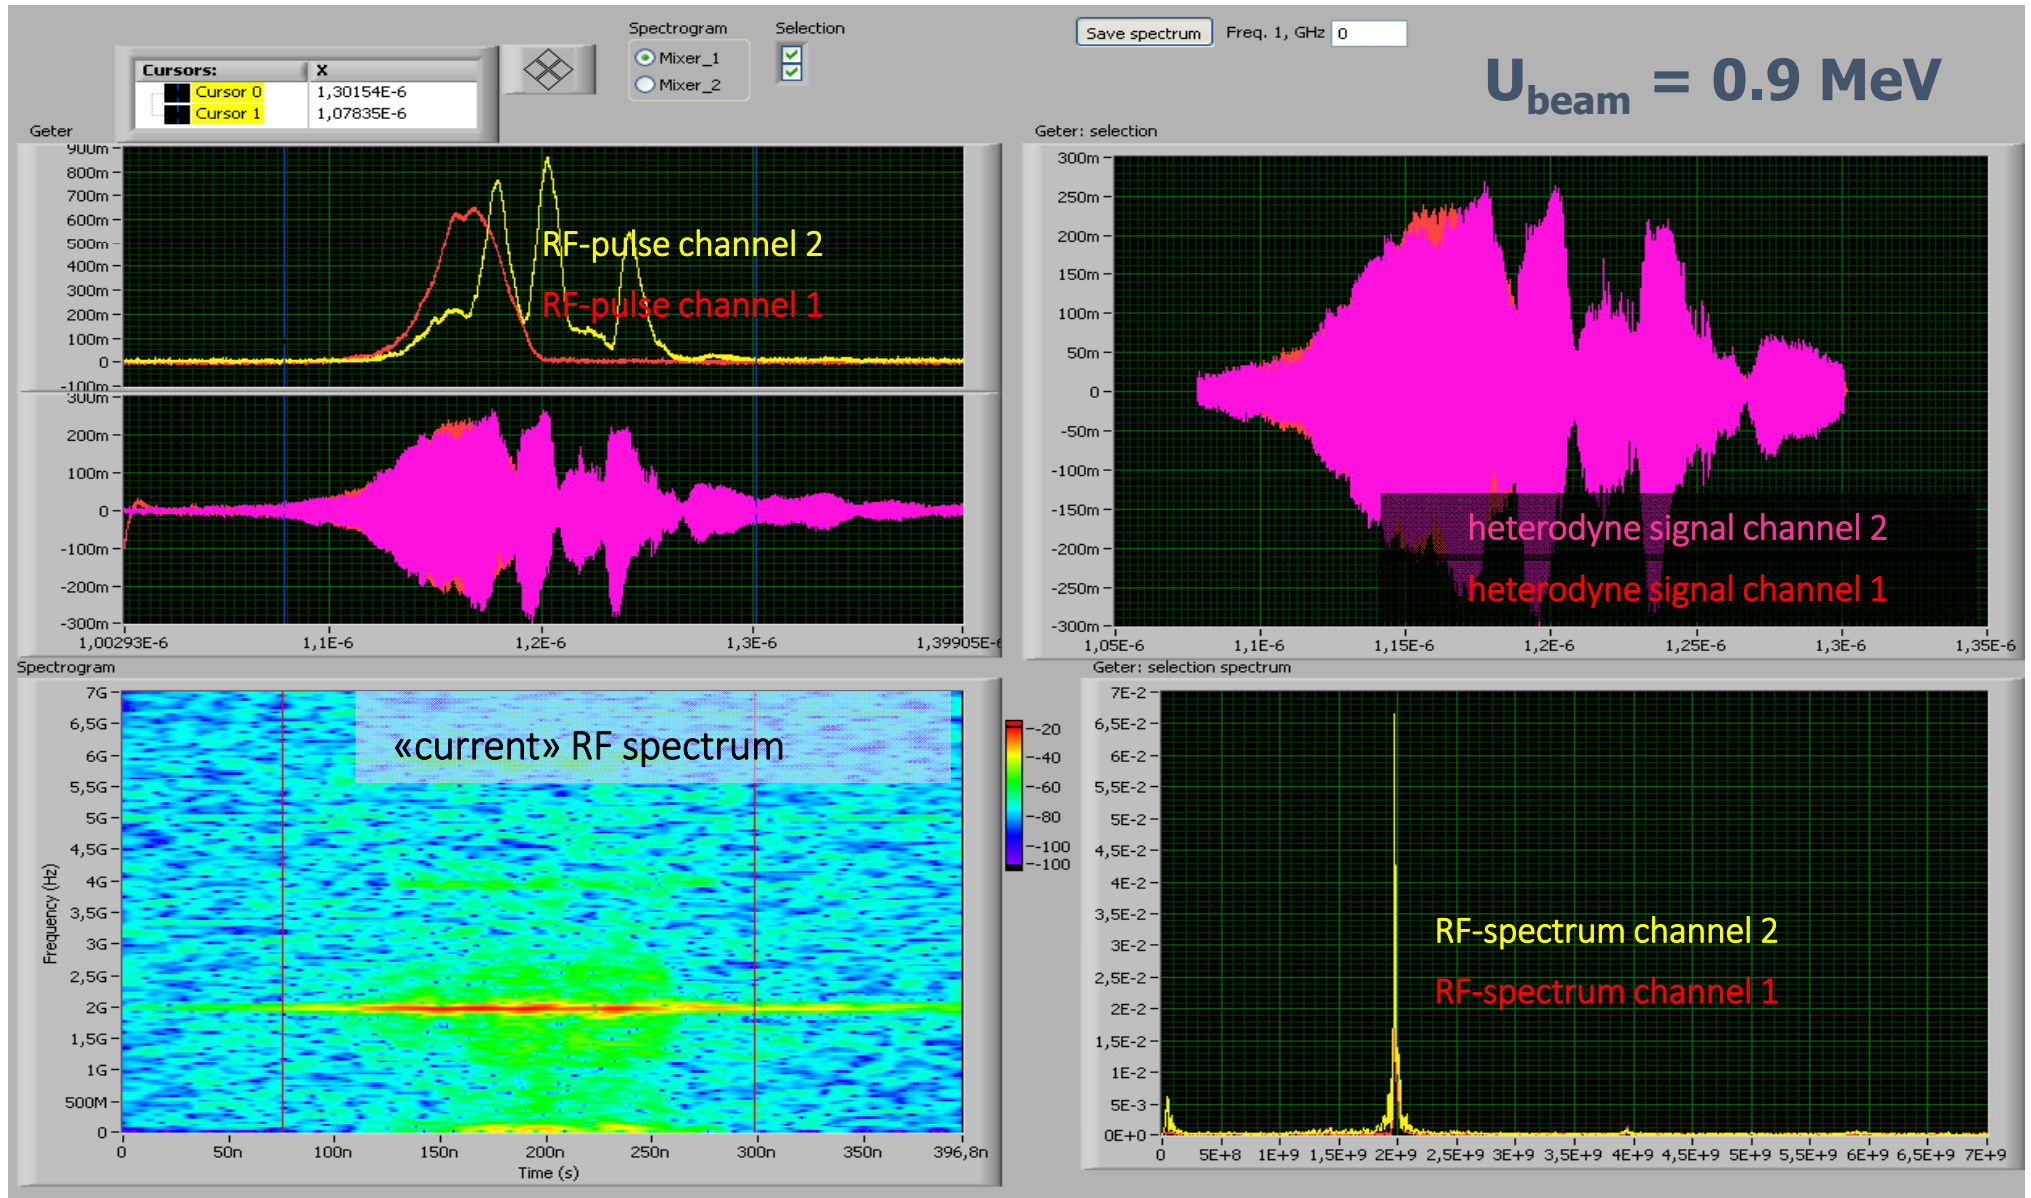 Spectrogram
Selection
Save spectrum
Freq. 1, GHz
0
Mixer_1
Mixer_2
U_beam = 0.9 MeV
Cursors:
X
Cursor 0
1,30154E-6
Cursor 1
1,07835E-6
Geter
900m
800m
700m
600m
500m
400m
300m
200m
100m
0
-100m
RF-pulse channel 2
RF-pulse channel 1
300m
200m
100m
0
-100m
-200m
-300m
1,00293E-6
1,1E-6
1,2E-6
1,3E-6
1,39905E-6
Geter: selection
300m
250m
200m
150m
100m
50m
0
-50m
-100m
-150m
-200m
-250m
-300m
heterodyne signal channel 2
heterodyne signal channel 1
1,05E-6
1,1E-6
1,15E-6
1,2E-6
1,25E-6
1,3E-6
1,35E-6
Spectrogram
Frequency (Hz)
7G
6,5G
6G
5,5G
5G
4,5G
4G
3,5G
3G
2,5G
2G
1,5G
1G
500M
0
«current» RF spectrum
0
50n
100n
150n
200n
250n
300n
350n
396,8n
Time (s)
-20
-40
-60
-80
-100
-100
Geter: selection spectrum
7E-2
6,5E-2
6E-2
5,5E-2
5E-2
4,5E-2
4E-2
3,5E-2
3E-2
2,5E-2
2E-2
1,5E-2
1E-2
5E-3
0E+0
RF-spectrum channel 2
RF-spectrum channel 1
0
5E+8
1E+9
1,5E+9
2E+9
2,5E+9
3E+9
3,5E+9
4E+9
4,5E+9
5E+9
5,5E+9
6E+9
6,5E+9
7E+9